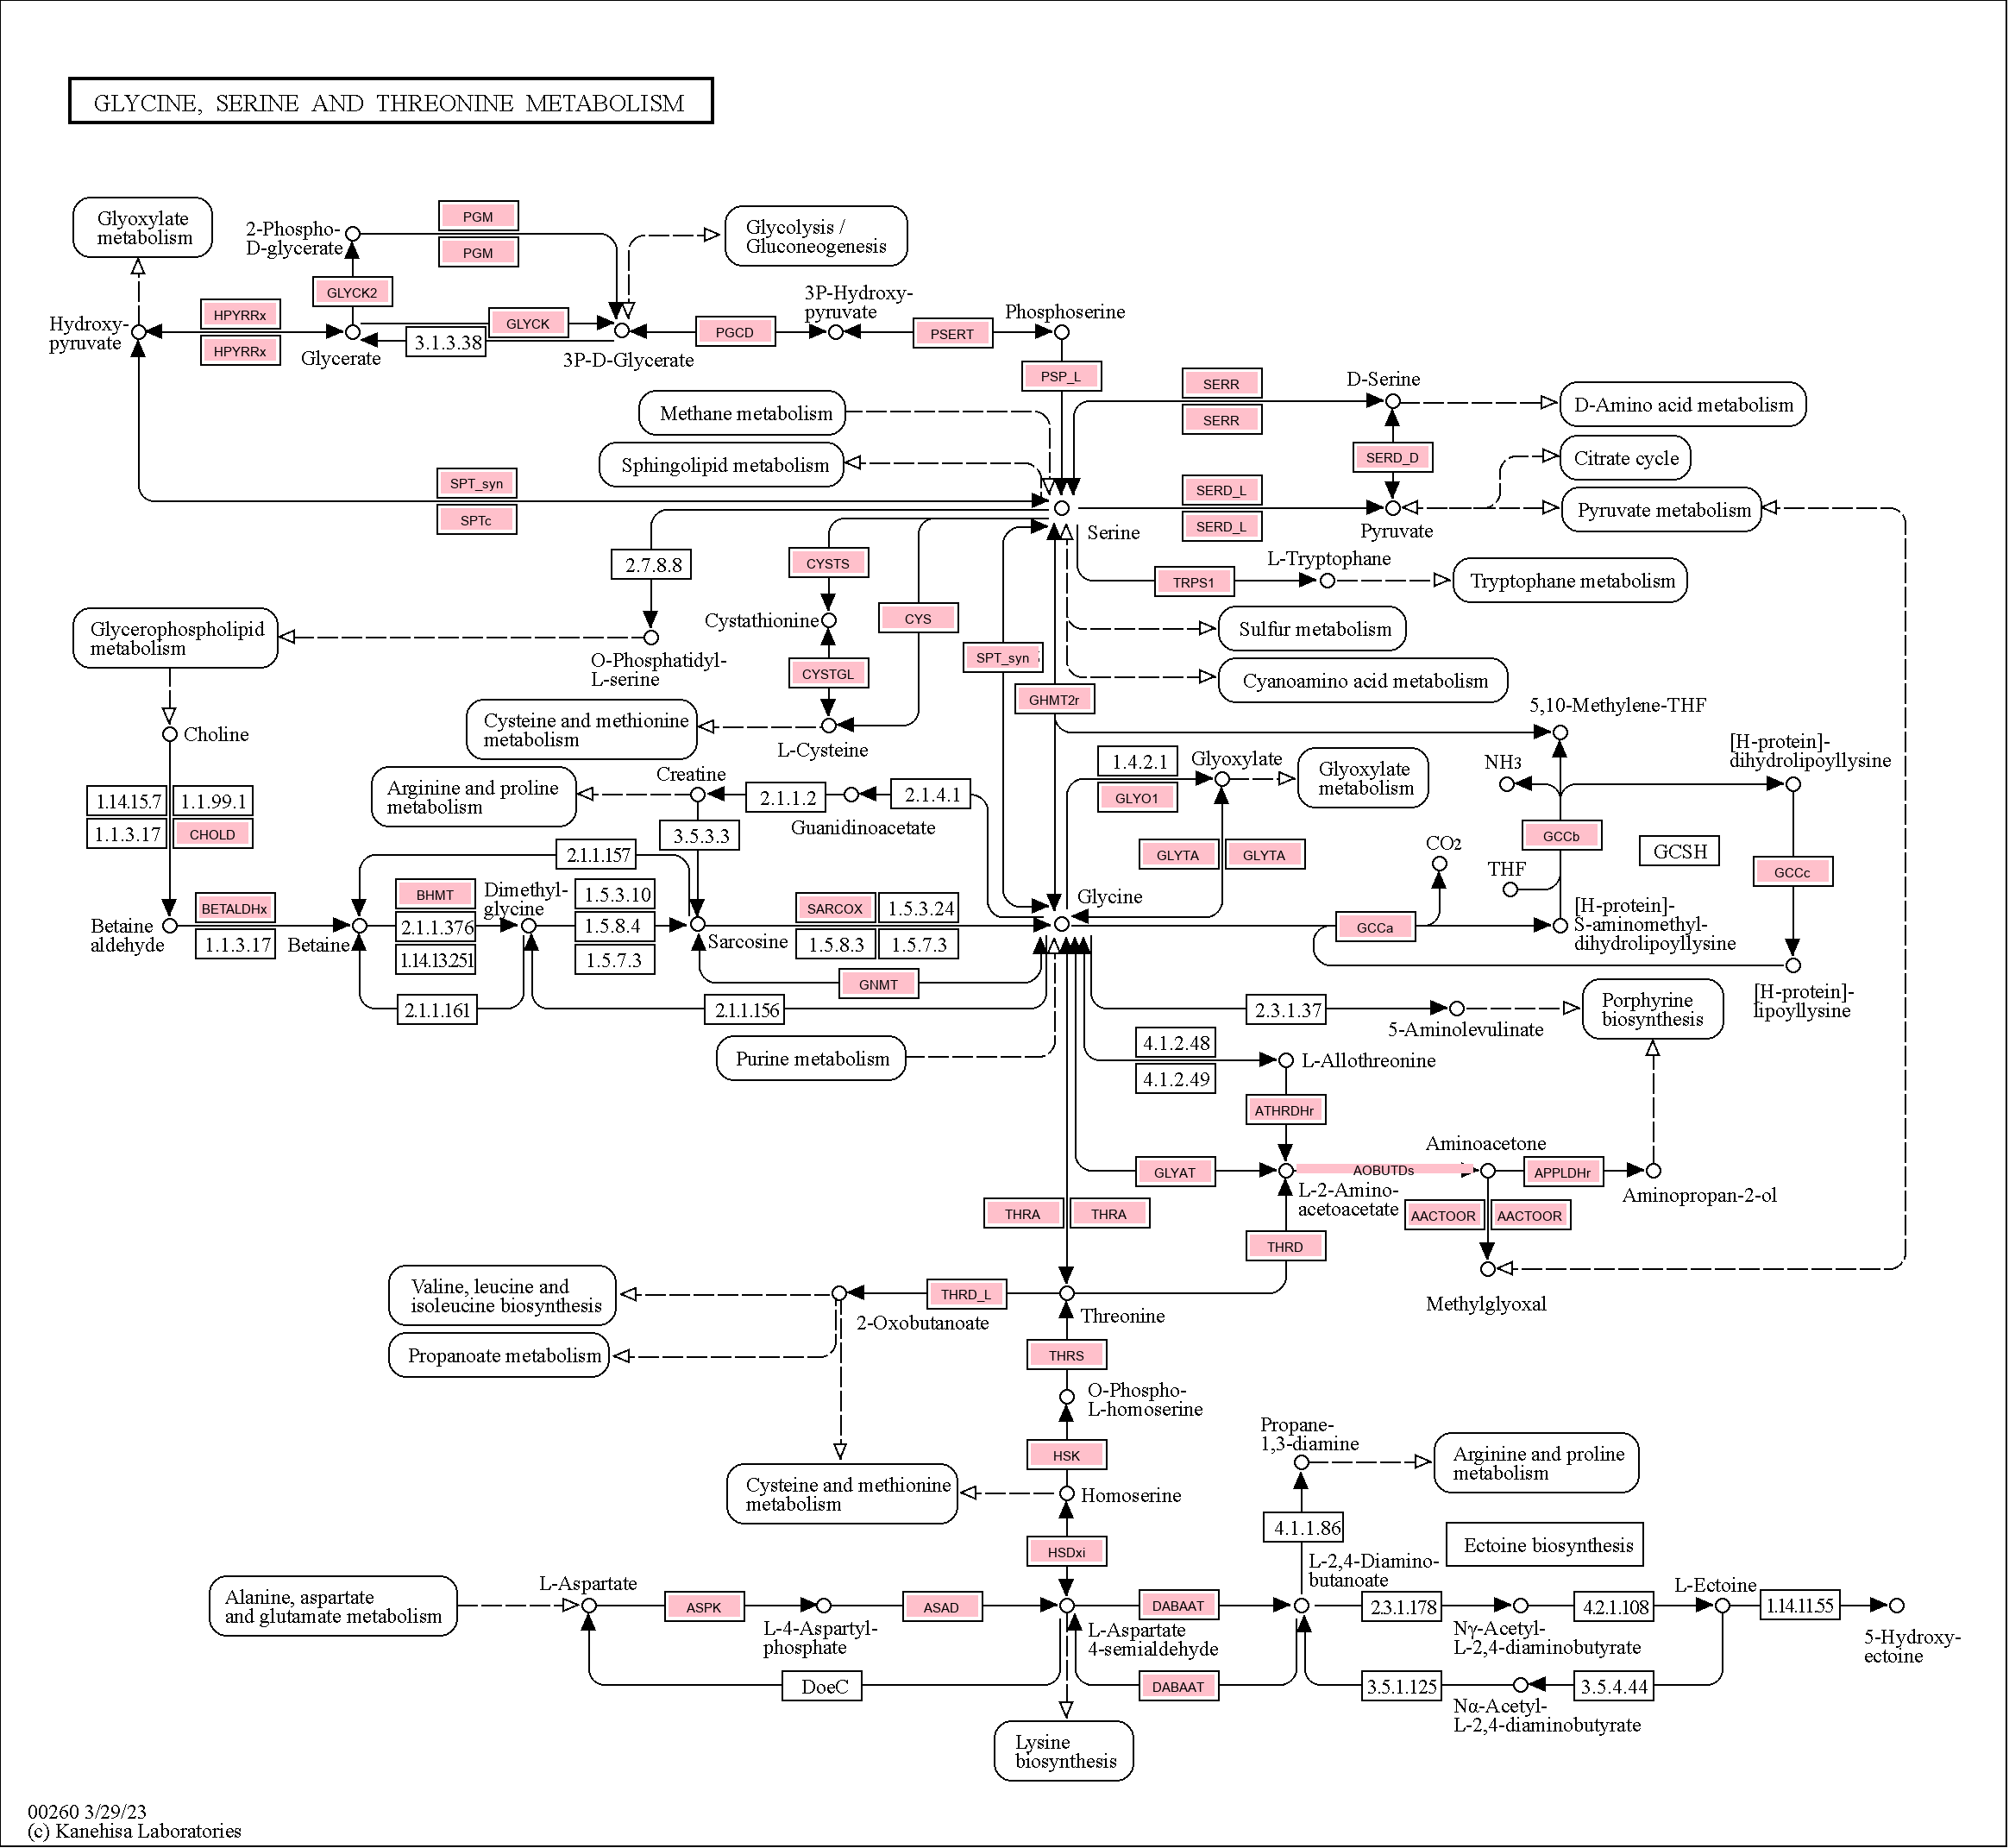 GLYCINE, SERINE AND THREONINE METABOLISM
Glyoxylate
metabolism
2-Phospho-
D-glycerate
PGM
PGM
Glycolysis /
Gluconeogenesis
GLYCK2
HPYRRx
HPYRRx
Hydroxy-
pyruvate
Glycerate
GLYCK
3.1.3.38
3P-D-Glycerate
PGCD
3P-Hydroxy-
pyruvate
PSERT
Phosphoserine
PSP_L
SERR
SERR
D-Serine
D-Amino acid metabolism
Methane metabolism
Sphingolipid metabolism
SERD_D
Citrate cycle
SPT_syn
SPTc
SERD_L
SERD_L
Serine
Pyruvate
Pyruvate metabolism
2.7.8.8
CYSTS
CYS
L-Tryptophane
TRPS1
Tryptophane metabolism
Glycerophospholipid
metabolism
O-Phosphatidyl-
L-serine
Cystathionine
CYSTGL
SPT_syn
GHMT2r
Sulfur metabolism
Cyanoamino acid metabolism
Choline
Cysteine and methionine
metabolism
L-Cysteine
5,10-Methylene-THF
[H-protein]-
dihydrolipoyllysine
NH3
1.4.2.1
GLYO1
Glyoxylate
Glyoxylate
metabolism
Arginine and proline
metabolism
Creatine
2.1.1.2
Guanidinoacetate
2.1.4.1
1.14.15.7
1.1.99.1
1.1.3.17
CHOLD
3.5.3.3
2.1.1.157
GLYTA
GLYTA
CO2
THF
GCCb
GCSH
GCCc
Betaine
aldehyde
BETALDHx
1.1.3.17
Betaine
BHMT
2.1.1.376
1.14.13.251
Dimethyl-
glycine
1.5.3.10
1.5.8.4
1.5.7.3
Sarcosine
SARCOX
1.5.3.24
1.5.8.3
1.5.7.3
Glycine
GCCa
[H-protein]-
S-aminomethyl-
dihydrolipoyllysine
GNMT
2.1.1.161
2.1.1.156
2.3.1.37
5-Aminolevulinate
Porphyrine
biosynthesis
[H-protein]-
lipoyllysine
Purine metabolism
4.1.2.48
4.1.2.49
L-Allothreonine
ATHRDHr
GLYAT
L-2-Amino-
acetoacetate
AOBUTDs
Aminoacetone
APPLDHr
Aminopropan-2-ol
AACTOOR
AACTOOR
THRA
THRA
THRD
Methylglyoxal
Valine, leucine and
isoleucine biosynthesis
Propanoate metabolism
2-Oxobutanoate
THRD_L
Threonine
THRS
O-Phospho-
L-homoserine
HSK
Homoserine
Cysteine and methionine
metabolism
Propane-
1,3-diamine
Arginine and proline
metabolism
4.1.1.86
Ectoine biosynthesis
HSDxi
Alanine, aspartate
and glutamate metabolism
L-Aspartate
ASPK
L-4-Aspartyl-
phosphate
ASAD
L-Aspartate
4-semialdehyde
DABAAT
L-2,4-Diamino-
butanoate
2.3.1.178
Nγ-Acetyl-
L-2,4-diaminobutyrate
4.2.1.108
L-Ectoine
1.14.11.55
5-Hydroxy-
ectoine
DoeC
DABAAT
3.5.1.125
Nα-Acetyl-
L-2,4-diaminobutyrate
3.5.4.44
Lysine
biosynthesis
00260 3/29/23
(c) Kanehisa Laboratories